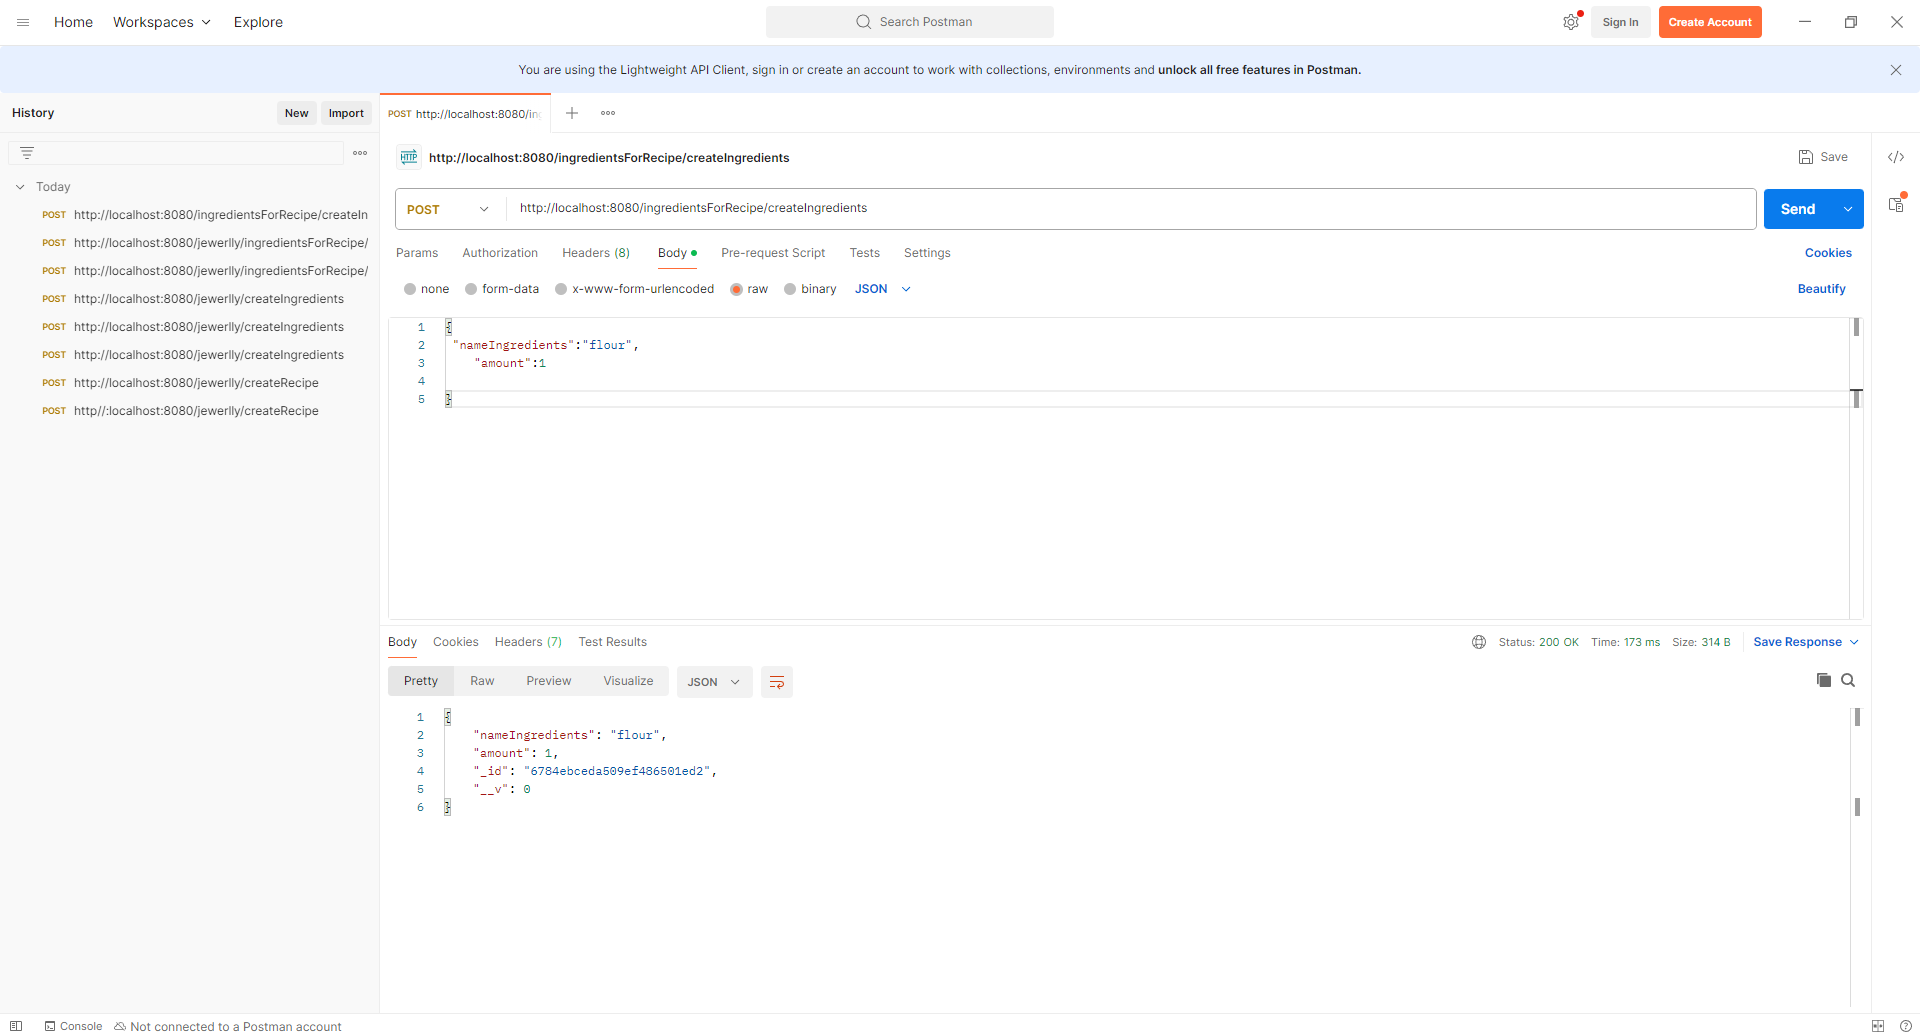 Home Workspaces Explore Search Postman Sign In Create Account
You are using the Lightweight API Client, sign in or create an account to work with collections, environments and unlock all free features in Postman.
History New Import
POST http://localhost:8080/in
Today
POST http://localhost:8080/ingredientsForRecipe/createIn
POST http://localhost:8080/jewerlly/ingredientsForRecipe/
POST http://localhost:8080/jewerlly/ingredientsForRecipe/
POST http://localhost:8080/jewerlly/createIngredients
POST http://localhost:8080/jewerlly/createIngredients
POST http://localhost:8080/jewerlly/createIngredients
POST http://localhost:8080/jewerlly/createRecipe
POST http//:localhost:8080/jewerlly/createRecipe
HTTP http://localhost:8080/ingredientsForRecipe/createIngredients Save
POST http://localhost:8080/ingredientsForRecipe/createIngredients Send
Params Authorization Headers (8) Body Pre-request Script Tests Settings Cookies
none form-data x-www-form-urlencoded raw binary JSON Beautify
1 {
2 "nameIngredients":"flour",
3 "amount":1
4
5 }
Body Cookies Headers (7) Test Results Status: 200 OK Time: 173 ms Size: 314 B Save Response
Pretty Raw Preview Visualize JSON
1 {
2 "nameIngredients": "flour",
3 "amount": 1,
4 "_id": "6784ebceda509ef486501ed2",
5 "__v": 0
6 }
Console Not connected to a Postman account